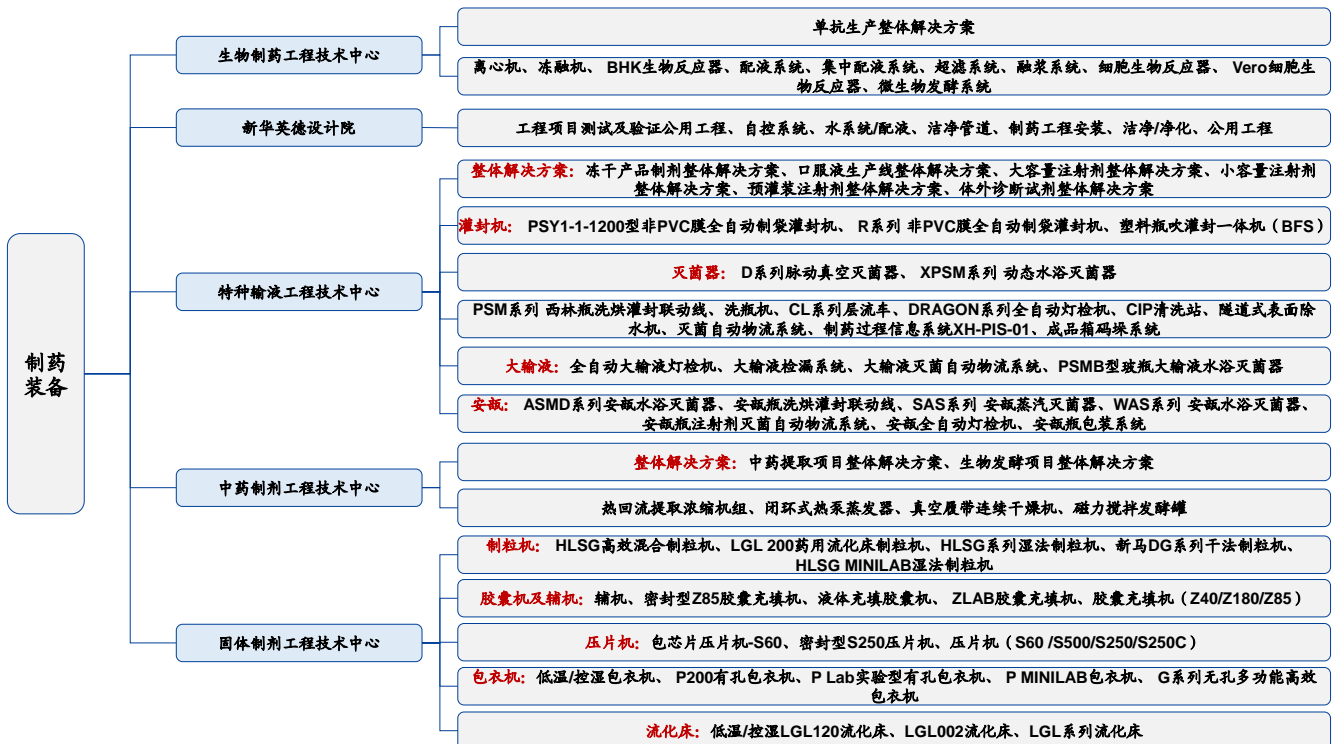 制药
装备
生物制药工程技术中心
单抗生产整体解决方案
离心机、冻融机、 BHK生物反应器、配液系统、集中配液系统、超滤系统、融浆系统、细胞生物反应器、 Vero细胞生
物反应器、微生物发酵系统
新华英德设计院
工程项目测试及验证公用工程、自控系统、水系统/配液、洁净管道、制药工程安装、洁净/净化、公用工程
特种输液工程技术中心
整体解决方案：冻干产品制剂整体解决方案、口服液生产线整体解决方案、大容量注射剂整体解决方案、小容量注射剂
整体解决方案、预灌装注射剂整体解决方案、体外诊断试剂整体解决方案
灌封机： PSY1-1-1200型非PVC膜全自动制袋灌封机、 R系列 非PVC膜全自动制袋灌封机、塑料瓶吹灌封一体机（BFS）
灭菌器： D系列脉动真空灭菌器、 XPSM系列 动态水浴灭菌器
PSM系列 西林瓶洗烘灌封联动线、洗瓶机、CL系列层流车、DRAGON系列全自动灯检机、CIP清洗站、隧道式表面除
水机、灭菌自动物流系统、制药过程信息系统XH-PIS-01、成品箱码垛系统
大输液：全自动大输液灯检机、大输液检漏系统、大输液灭菌自动物流系统、PSMB型玻瓶大输液水浴灭菌器
安瓿： ASMD系列安瓿水浴灭菌器、安瓿瓶洗烘灌封联动线、SAS系列 安瓿蒸汽灭菌器、WAS系列 安瓿水浴灭菌器、
安瓿瓶注射剂灭菌自动物流系统、安瓿全自动灯检机、安瓿瓶包装系统
中药制剂工程技术中心
整体解决方案：中药提取项目整体解决方案、生物发酵项目整体解决方案
热回流提取浓缩机组、闭环式热泵蒸发器、真空履带连续干燥机、磁力搅拌发酵罐
固体制剂工程技术中心
制粒机： HLSG高效混合制粒机、LGL 200药用流化床制粒机、HLSG系列湿法制粒机、新马DG系列干法制粒机、
HLSG MINILAB湿法制粒机
胶囊机及辅机：辅机、密封型Z85胶囊充填机、液体充填胶囊机、 ZLAB胶囊充填机、胶囊充填机（Z40/Z180/Z85）
压片机：包芯片压片机-S60、密封型S250压片机、压片机（S60 /S500/S250/S250C）
包衣机：低温/控湿包衣机、 P200有孔包衣机、P Lab实验型有孔包衣机、 P MINILAB包衣机、 G系列无孔多功能高效
包衣机
流化床：低温/控湿LGL120流化床、LGL002流化床、LGL系列流化床